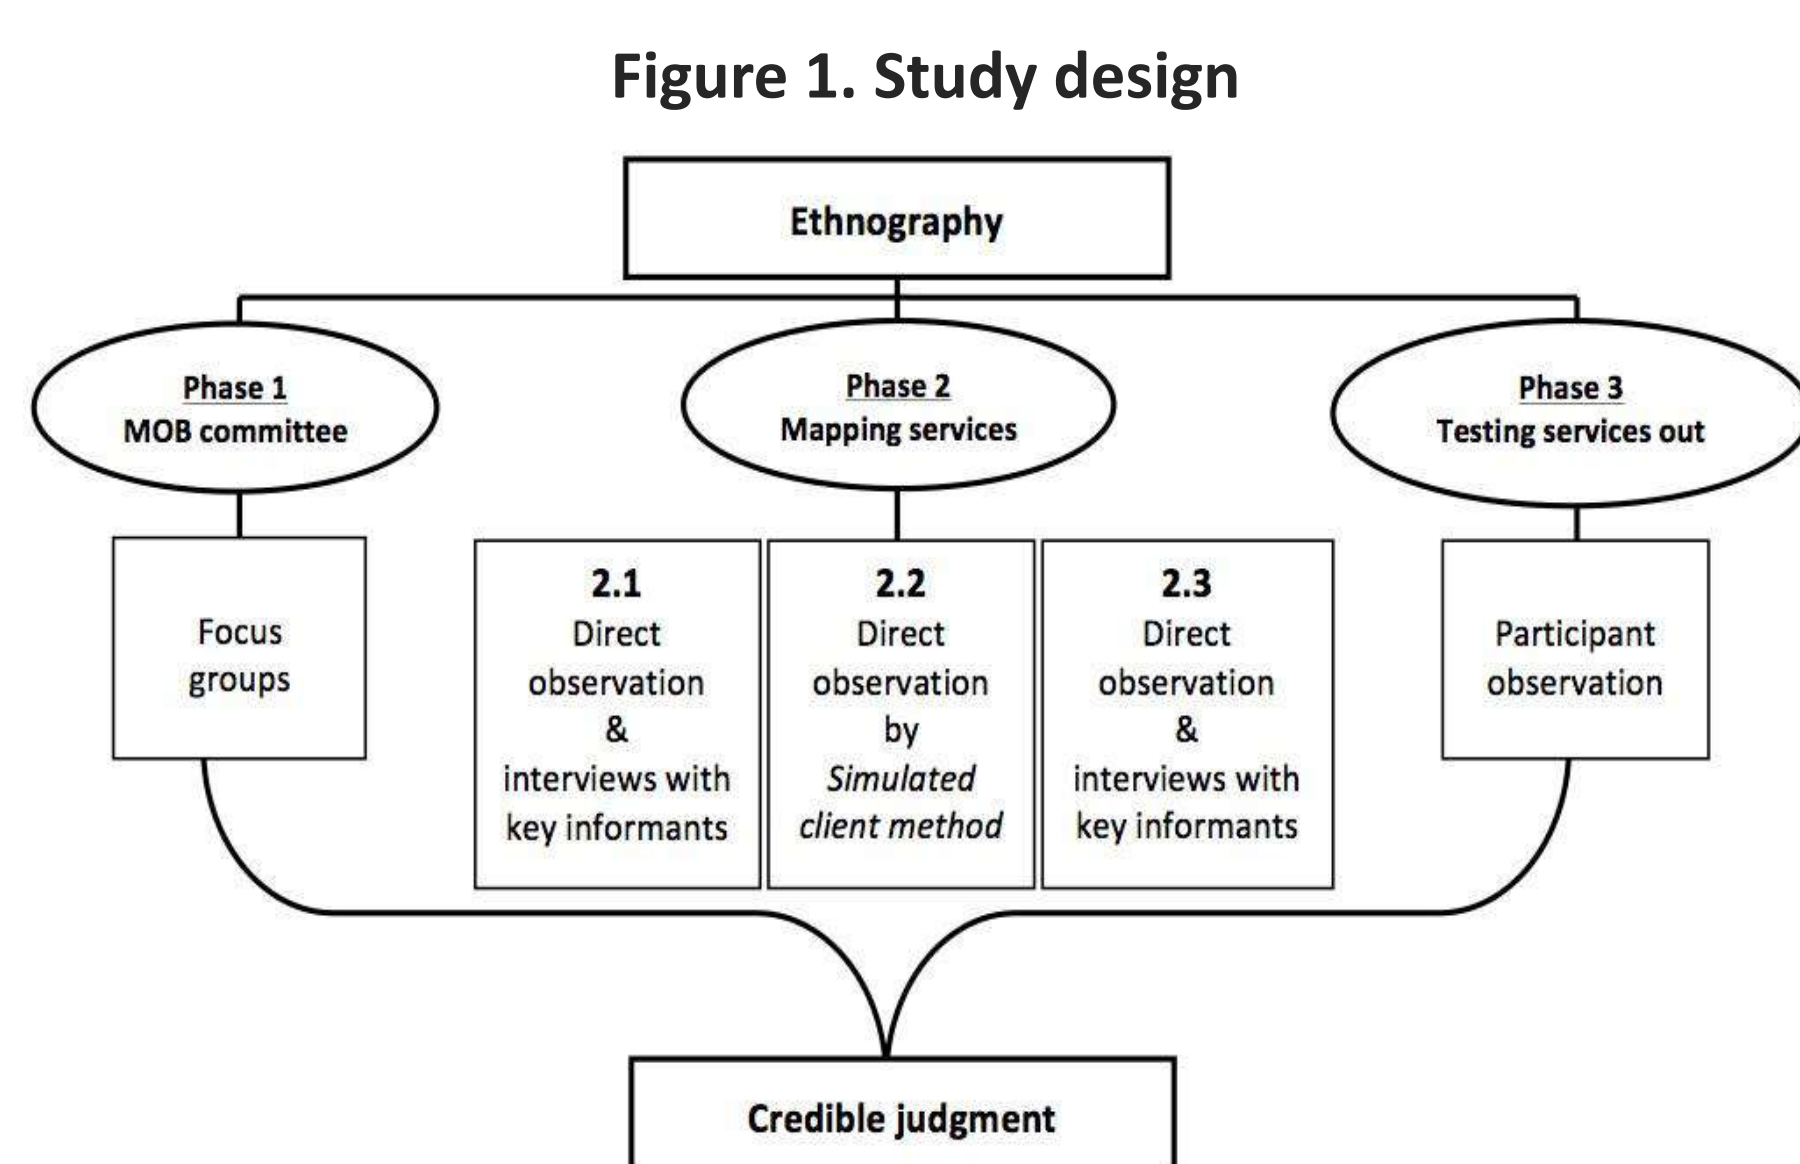 Figure 1. Study design
Ethnography
Phase 1
MOB committee
Phase 2
Mapping services
Phase 3
Testing services out
Focus
groups
2.1
Direct
observation
&
interviews with
key informants
2.2
Direct
observation
by
Simulated
client method
2.3
Direct
observation
&
interviews with
key informants
Participant
observation
Credible judgment